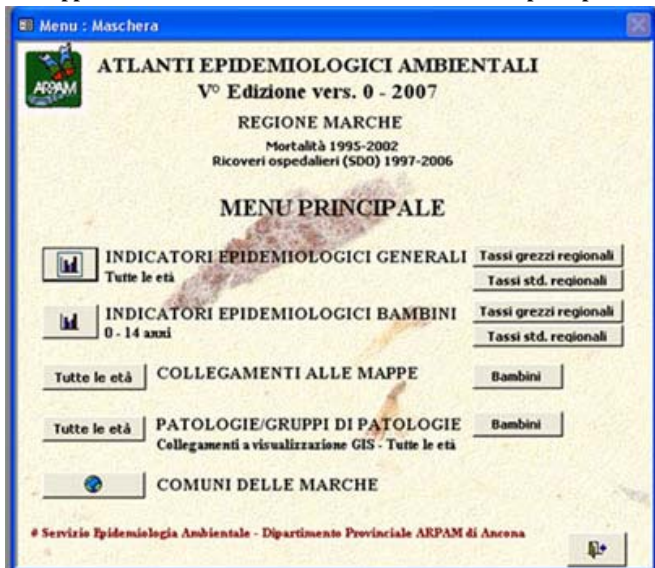 Menu : Maschera
ARPAM
ATLANTI EPIDEMIOLOGICI AMBIENTALI
V° Edizione vers. 0 - 2007
REGIONE MARCHE
Mortalità 1995-2002
Ricoveri ospedalieri (SDO) 1997-2006
MENU PRINCIPALE
INDICATORI EPIDEMIOLOGICI GENERALI Tassi grezzi regionali
Tutte le età Tassi std. regionali
INDICATORI EPIDEMIOLOGICI BAMBINI Tassi grezzi regionali
0 - 14 anni Tassi std. regionali
Tutte le età COLLEGAMENTI ALLE MAPPE Bambini
Tutte le età PATOLOGIE/GRUPPI DI PATOLOGIE Bambini
Collegamenti a visualizzazione GIS - Tutte le età
COMUNI DELLE MARCHE
# Servizio Epidemiologia Ambientale - Dipartimento Provinciale ARPAM di Ancona